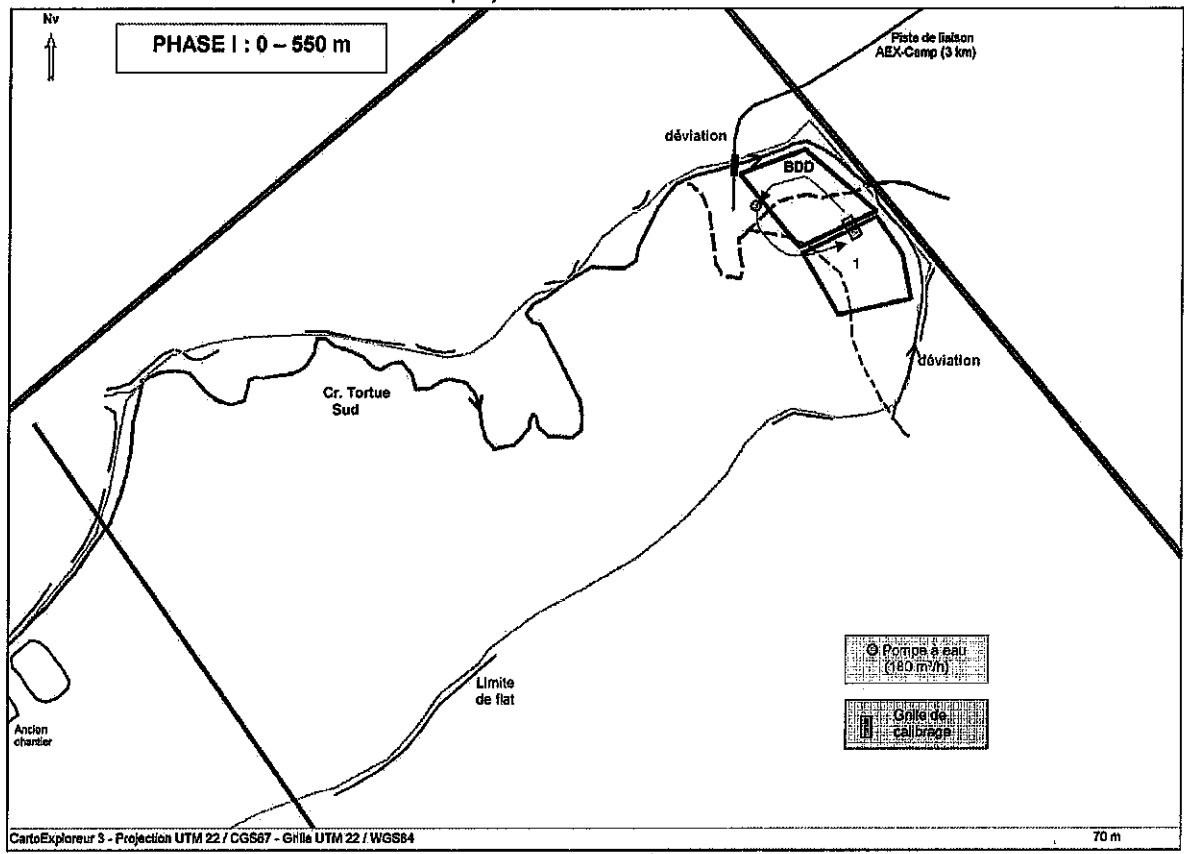 Nv
PHASE I : 0 – 550 m
Piste de liaison
AEX-Camp (3 km)
déviation
BDD
1
déviation
Cr. Tortue
Sud
Limite
de flat
Pompe à eau
(180 m³/h)
Grille de
calibrage
Ancien
chantier
CartoExploreur 3 - Projection UTM 22 / CGS67 - Grille UTM 22 / WGS84
70 m